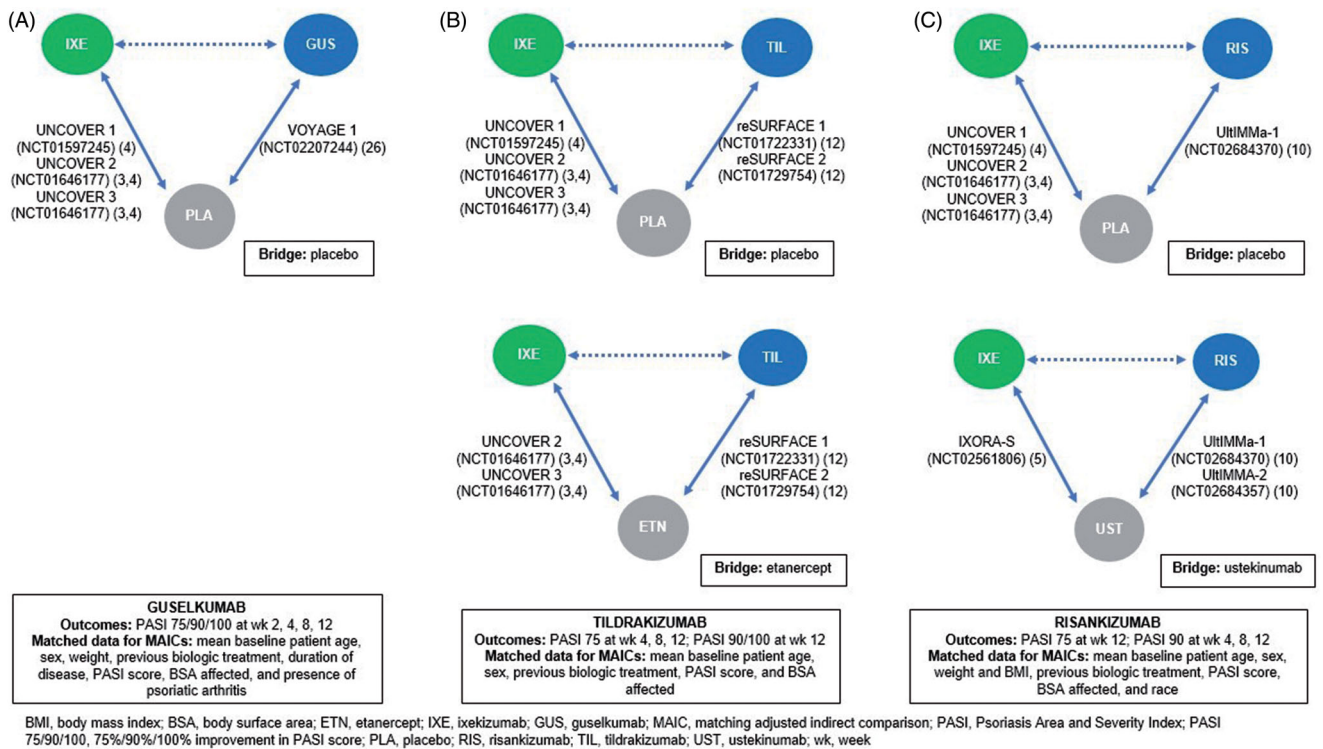 (A)
IXE
GUS
UNCOVER 1
(NCT01597245) (4)
UNCOVER 2
(NCT01646177) (3,4)
UNCOVER 3
(NCT01646177) (3,4)
VOYAGE 1
(NCT02207244) (26)
PLA
Bridge: placebo
(B)
IXE
TIL
UNCOVER 1
(NCT01597245) (4)
UNCOVER 2
(NCT01646177) (3,4)
UNCOVER 3
(NCT01646177) (3,4)
reSURFACE 1
(NCT01722331) (12)
reSURFACE 2
(NCT01729754) (12)
PLA
Bridge: placebo
(C)
IXE
RIS
UNCOVER 1
(NCT01597245) (4)
UNCOVER 2
(NCT01646177) (3,4)
UNCOVER 3
(NCT01646177) (3,4)
UltIMMa-1
(NCT02684370) (10)
PLA
Bridge: placebo
IXE
TIL
UNCOVER 2
(NCT01646177) (3,4)
UNCOVER 3
(NCT01646177) (3,4)
reSURFACE 1
(NCT01722331) (12)
reSURFACE 2
(NCT01729754) (12)
ETN
Bridge: etanercept
IXE
RIS
IXORA-S
(NCT02561806) (5)
UltIMMa-1
(NCT02684370) (10)
UltIMMA-2
(NCT02684357) (10)
UST
Bridge: ustekinumab
GUSELKUMAB
Outcomes: PASI 75/90/100 at wk 2, 4, 8, 12
Matched data for MAICs: mean baseline patient age,
sex, weight, previous biologic treatment, duration of
disease, PASI score, BSA affected, and presence of
psoriatic arthritis
TILDRAKIZUMAB
Outcomes: PASI 75 at wk 4, 8, 12; PASI 90/100 at wk 12
Matched data for MAICs: mean baseline patient age,
sex, previous biologic treatment, PASI score, and BSA
affected
RISANKIZUMAB
Outcomes: PASI 75 at wk 12; PASI 90 at wk 4, 8, 12
Matched data for MAICs: mean baseline patient age, sex,
weight and BMI, previous biologic treatment, PASI score,
BSA affected, and race
BMI, body mass index; BSA, body surface area; ETN, etanercept; IXE, ixekizumab; GUS, guselkumab; MAIC, matching adjusted indirect comparison; PASI, Psoriasis Area and Severity Index; PASI
75/90/100, 75%/90%/100% improvement in PASI score; PLA, placebo; RIS, risankizumab; TIL, tildrakizumab; UST, ustekinumab; wk, week